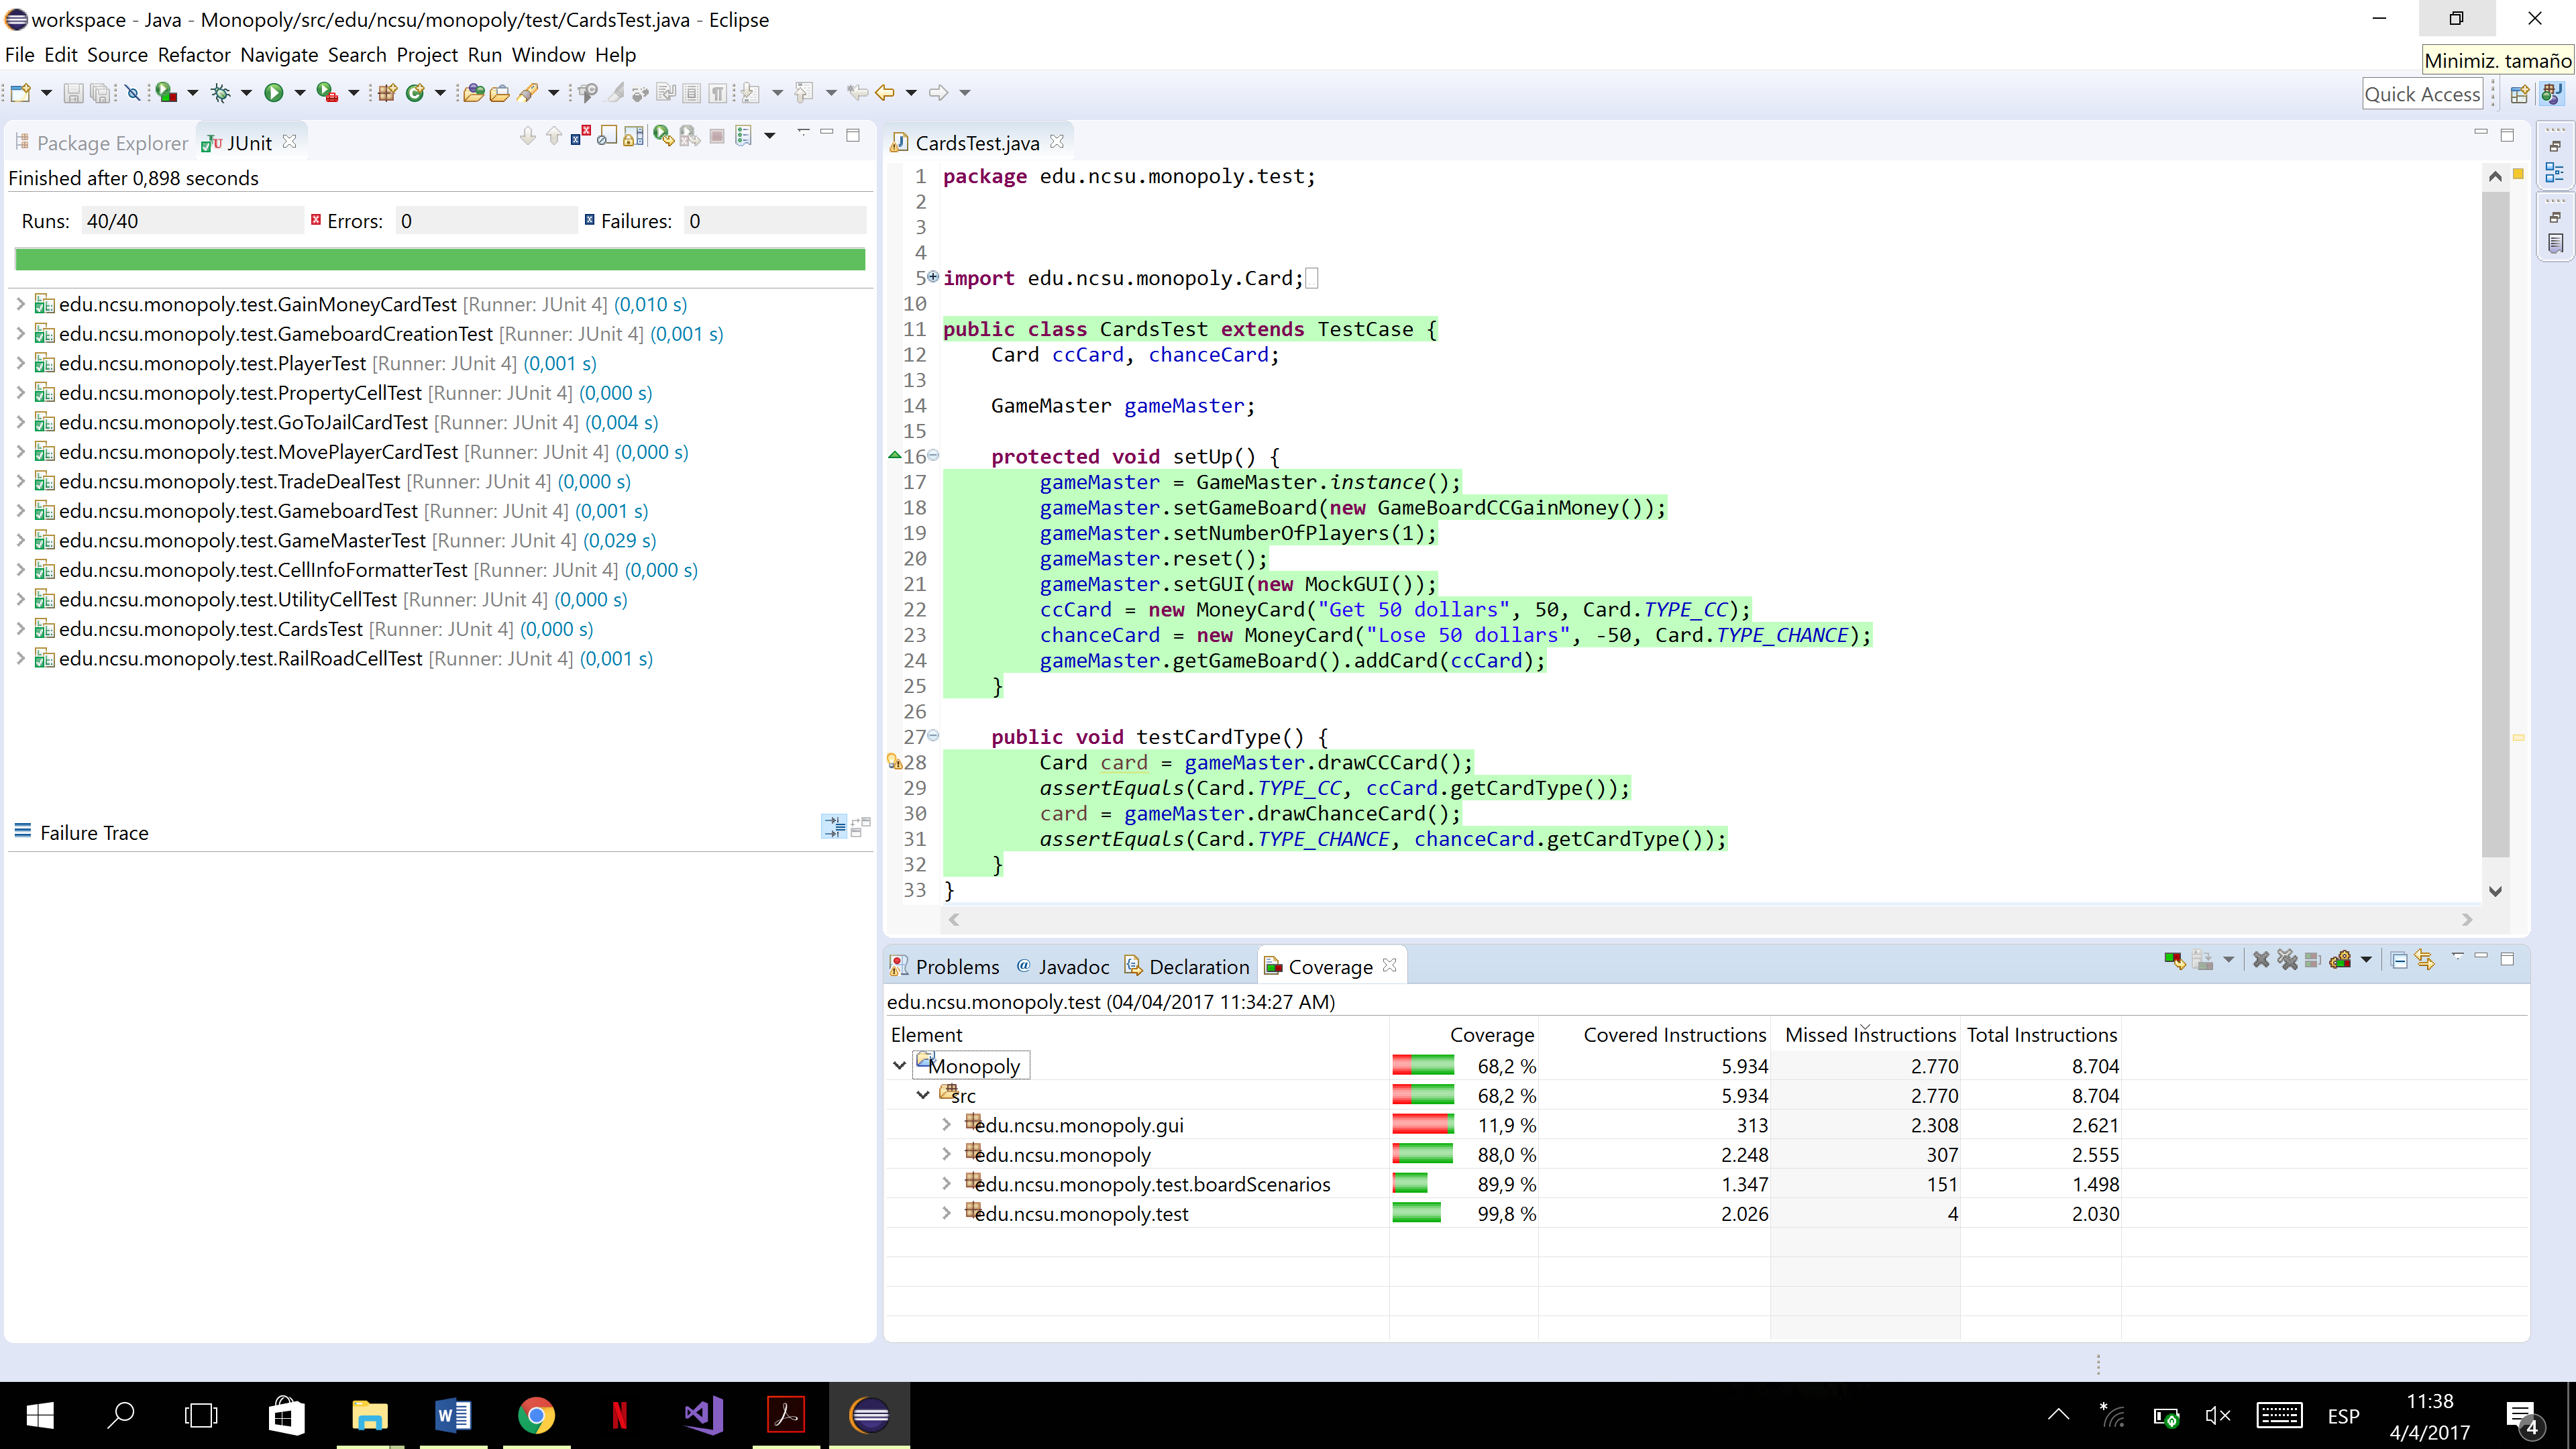 workspace - Java - Monopoly/src/edu/ncsu/monopoly/test/CardsTest.java - Eclipse
File Edit Source Refactor Navigate Search Project Run Window Help
Minimiz. tamaño
Quick Access
Package Explorer JUnit
Finished after 0,898 seconds
Runs: 40/40 Errors: 0 Failures: 0
edu.ncsu.monopoly.test.GainMoneyCardTest [Runner: JUnit 4] (0,010 s)
edu.ncsu.monopoly.test.GameboardCreationTest [Runner: JUnit 4] (0,001 s)
edu.ncsu.monopoly.test.PlayerTest [Runner: JUnit 4] (0,001 s)
edu.ncsu.monopoly.test.PropertyCellTest [Runner: JUnit 4] (0,000 s)
edu.ncsu.monopoly.test.GoToJailCardTest [Runner: JUnit 4] (0,004 s)
edu.ncsu.monopoly.test.MovePlayerCardTest [Runner: JUnit 4] (0,000 s)
edu.ncsu.monopoly.test.TradeDealTest [Runner: JUnit 4] (0,000 s)
edu.ncsu.monopoly.test.GameboardTest [Runner: JUnit 4] (0,001 s)
edu.ncsu.monopoly.test.GameMasterTest [Runner: JUnit 4] (0,029 s)
edu.ncsu.monopoly.test.CellInfoFormatterTest [Runner: JUnit 4] (0,000 s)
edu.ncsu.monopoly.test.UtilityCellTest [Runner: JUnit 4] (0,000 s)
edu.ncsu.monopoly.test.CardsTest [Runner: JUnit 4] (0,000 s)
edu.ncsu.monopoly.test.RailRoadCellTest [Runner: JUnit 4] (0,001 s)
Failure Trace
CardsTest.java
1 package edu.ncsu.monopoly.test;
2
3
4
5 import edu.ncsu.monopoly.Card;
10
11 public class CardsTest extends TestCase {
12 Card ccCard, chanceCard;
13
14 GameMaster gameMaster;
15
16 protected void setUp() {
17 gameMaster = GameMaster.instance();
18 gameMaster.setGameBoard(new GameBoardCCGainMoney());
19 gameMaster.setNumberOfPlayers(1);
20 gameMaster.reset();
21 gameMaster.setGUI(new MockGUI());
22 ccCard = new MoneyCard("Get 50 dollars", 50, Card.TYPE_CC);
23 chanceCard = new MoneyCard("Lose 50 dollars", -50, Card.TYPE_CHANCE);
24 gameMaster.getGameBoard().addCard(ccCard);
25 }
26
27 public void testCardType() {
28 Card card = gameMaster.drawCCCard();
29 assertEquals(Card.TYPE_CC, ccCard.getCardType());
30 card = gameMaster.drawChanceCard();
31 assertEquals(Card.TYPE_CHANCE, chanceCard.getCardType());
32 }
33 }
Problems @ Javadoc Declaration Coverage
edu.ncsu.monopoly.test (04/04/2017 11:34:27 AM)
Element Coverage Covered Instructions Missed Instructions Total Instructions
Monopoly 68,2 % 5.934 2.770 8.704
src 68,2 % 5.934 2.770 8.704
edu.ncsu.monopoly.gui 11,9 % 313 2.308 2.621
edu.ncsu.monopoly 88,0 % 2.248 307 2.555
edu.ncsu.monopoly.test.boardScenarios 89,9 % 1.347 151 1.498
edu.ncsu.monopoly.test 99,8 % 2.026 4 2.030
ESP
11:38
4/4/2017
4